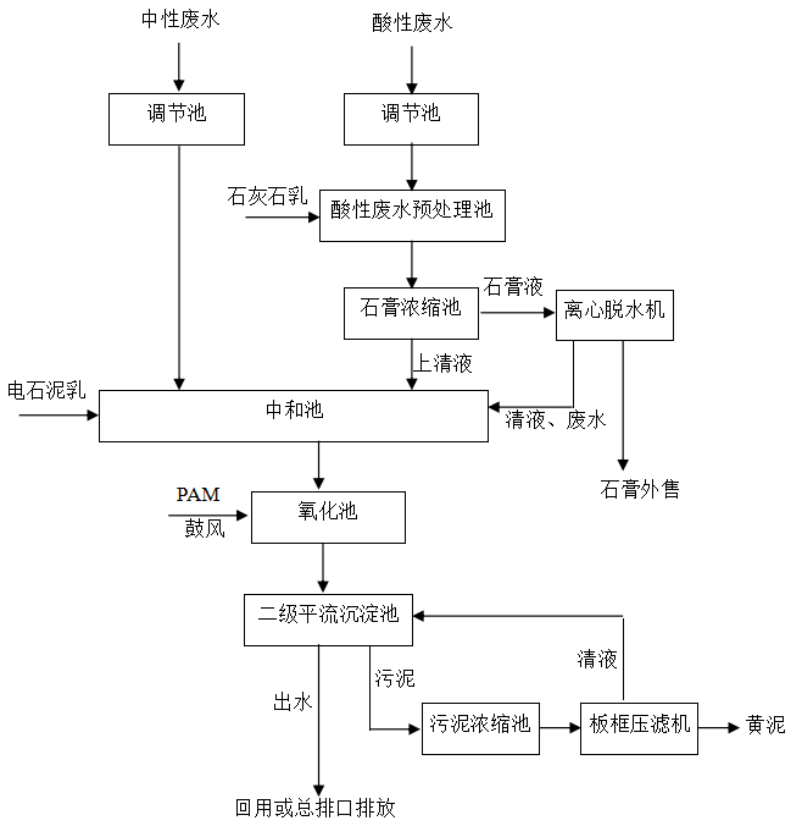 中性废水
酸性废水
调节池
调节池
石灰石乳
酸性废水预处理池
石膏浓缩池
石膏液
离心脱水机
上清液
电石泥乳
中和池
清液、废水
石膏外售
PAM
鼓风
氧化池
二级平流沉淀池
清液
污泥
出水
污泥浓缩池
板框压滤机
黄泥
回用或总排口排放